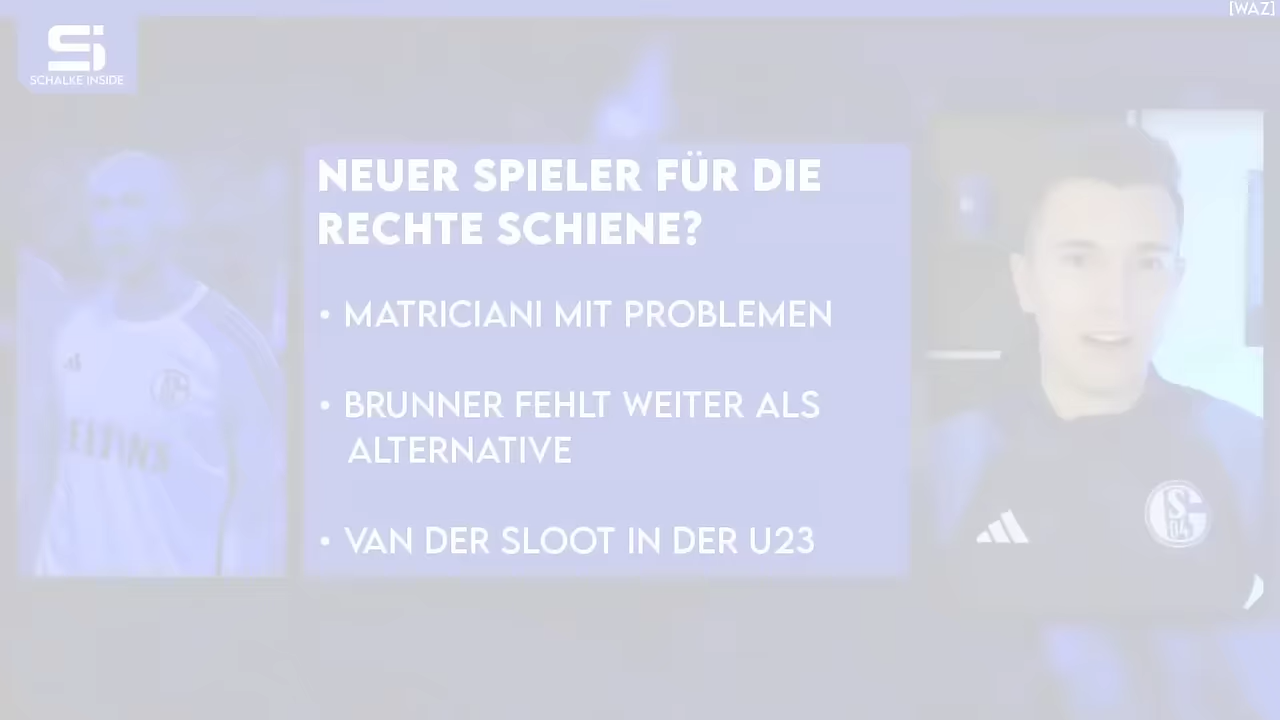 [WAZ]
SCHALKE INSIDE
NEUER SPIELER FÜR DIE
RECHTE SCHIENE?
• MATRICIANI MIT PROBLEMEN
• BRUNNER FEHLT WEITER ALS
ALTERNATIVE
• VAN DER SLOOT IN DER U23
S
04